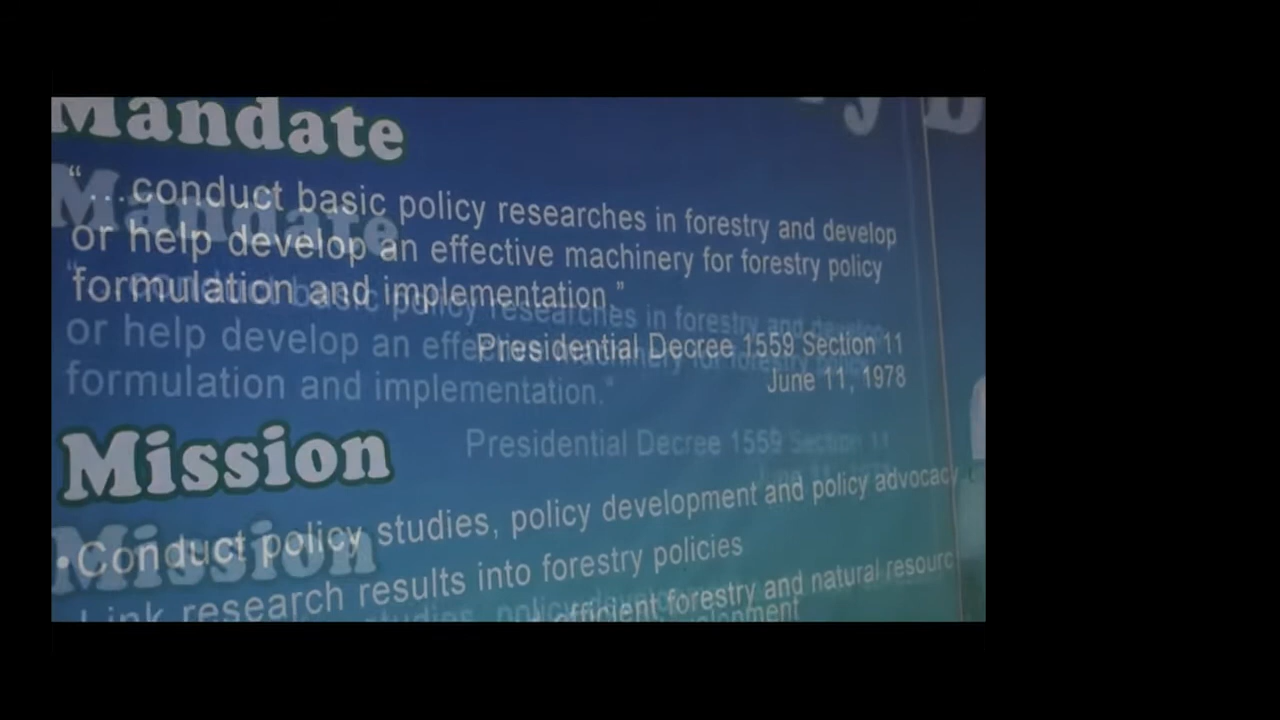 Mandate
“...conduct basic policy researches in forestry and develop
or help develop an effective machinery for forestry policy
formulation and implementation.”
Presidential Decree 1559 Section 11
June 11, 1978
Mission
•Conduct policy studies, policy development and policy advocacy
Link research results into forestry policies
efficient forestry and natural resourc